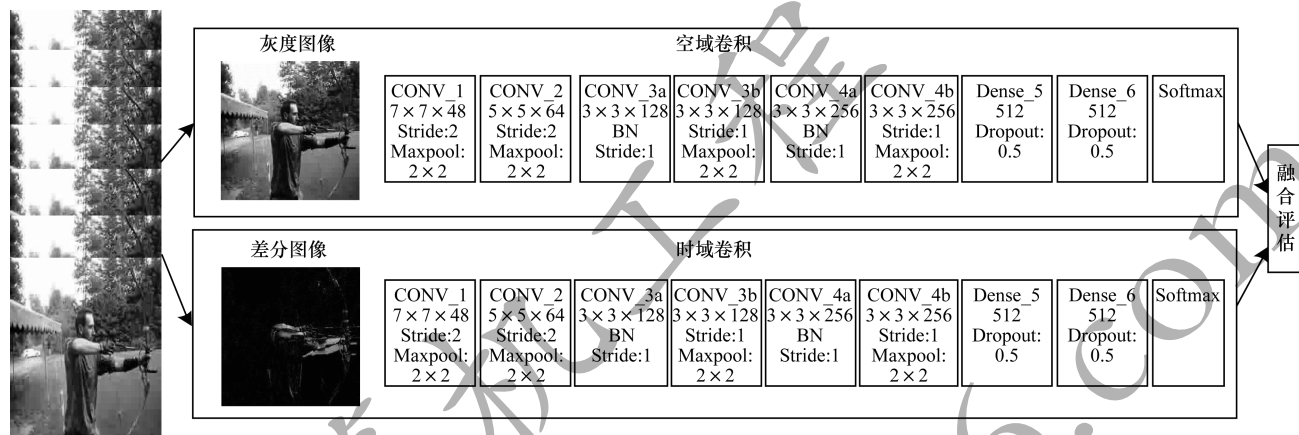 灰度图像
空域卷积
CONV_1
7×7×48
Stride:2
Maxpool:
2×2
CONV_2
5×5×64
Stride:2
Maxpool:
2×2
CONV_3a
3×3×128
BN
Stride:1
CONV_3b
3×3×128
Stride:1
Maxpool:
2×2
CONV_4a
3×3×256
BN
Stride:1
CONV_4b
3×3×256
Stride:1
Maxpool:
2×2
Dense_5
512
Dropout:
0.5
Dense_6
512
Dropout:
0.5
Softmax
差分图像
时域卷积
CONV_1
7×7×48
Stride:2
Maxpool:
2×2
CONV_2
5×5×64
Stride:2
Maxpool:
2×2
CONV_3a
3×3×128
BN
Stride:1
CONV_3b
3×3×128
Stride:1
Maxpool:
2×2
CONV_4a
3×3×256
BN
Stride:1
CONV_4b
3×3×256
Stride:1
Maxpool:
2×2
Dense_5
512
Dropout:
0.5
Dense_6
512
Dropout:
0.5
Softmax
融合评估
机工程
.com